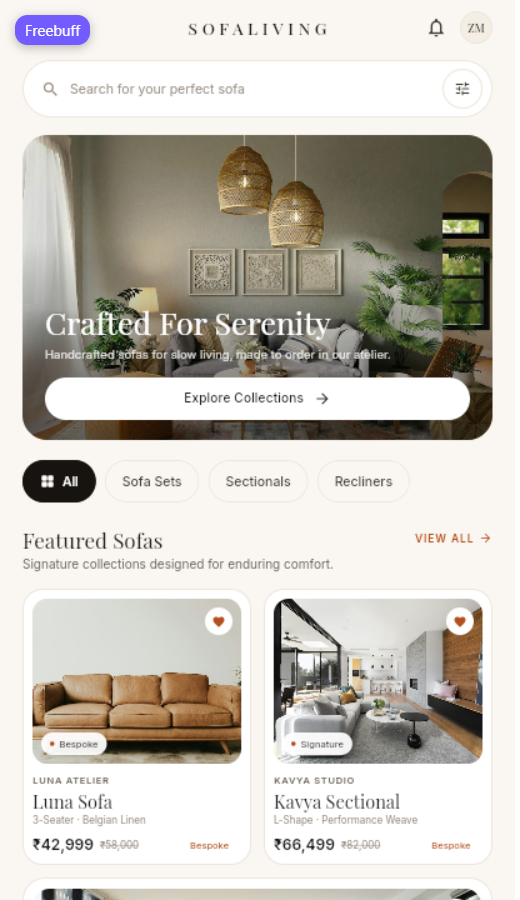 Freebuff
SOFALIVING
ZM
Search for your perfect sofa
Crafted For Serenity
Handcrafted sofas for slow living, made to order in our atelier.
Explore Collections →
All
Sofa Sets
Sectionals
Recliners
Featured Sofas
VIEW ALL →
Signature collections designed for enduring comfort.
Bespoke
LUNA ATELIER
Luna Sofa
3-Seater · Belgian Linen
₹42,999 ₹58,000 Bespoke
Signature
KAVYA STUDIO
Kavya Sectional
L-Shape · Performance Weave
₹66,499 ₹82,000 Bespoke